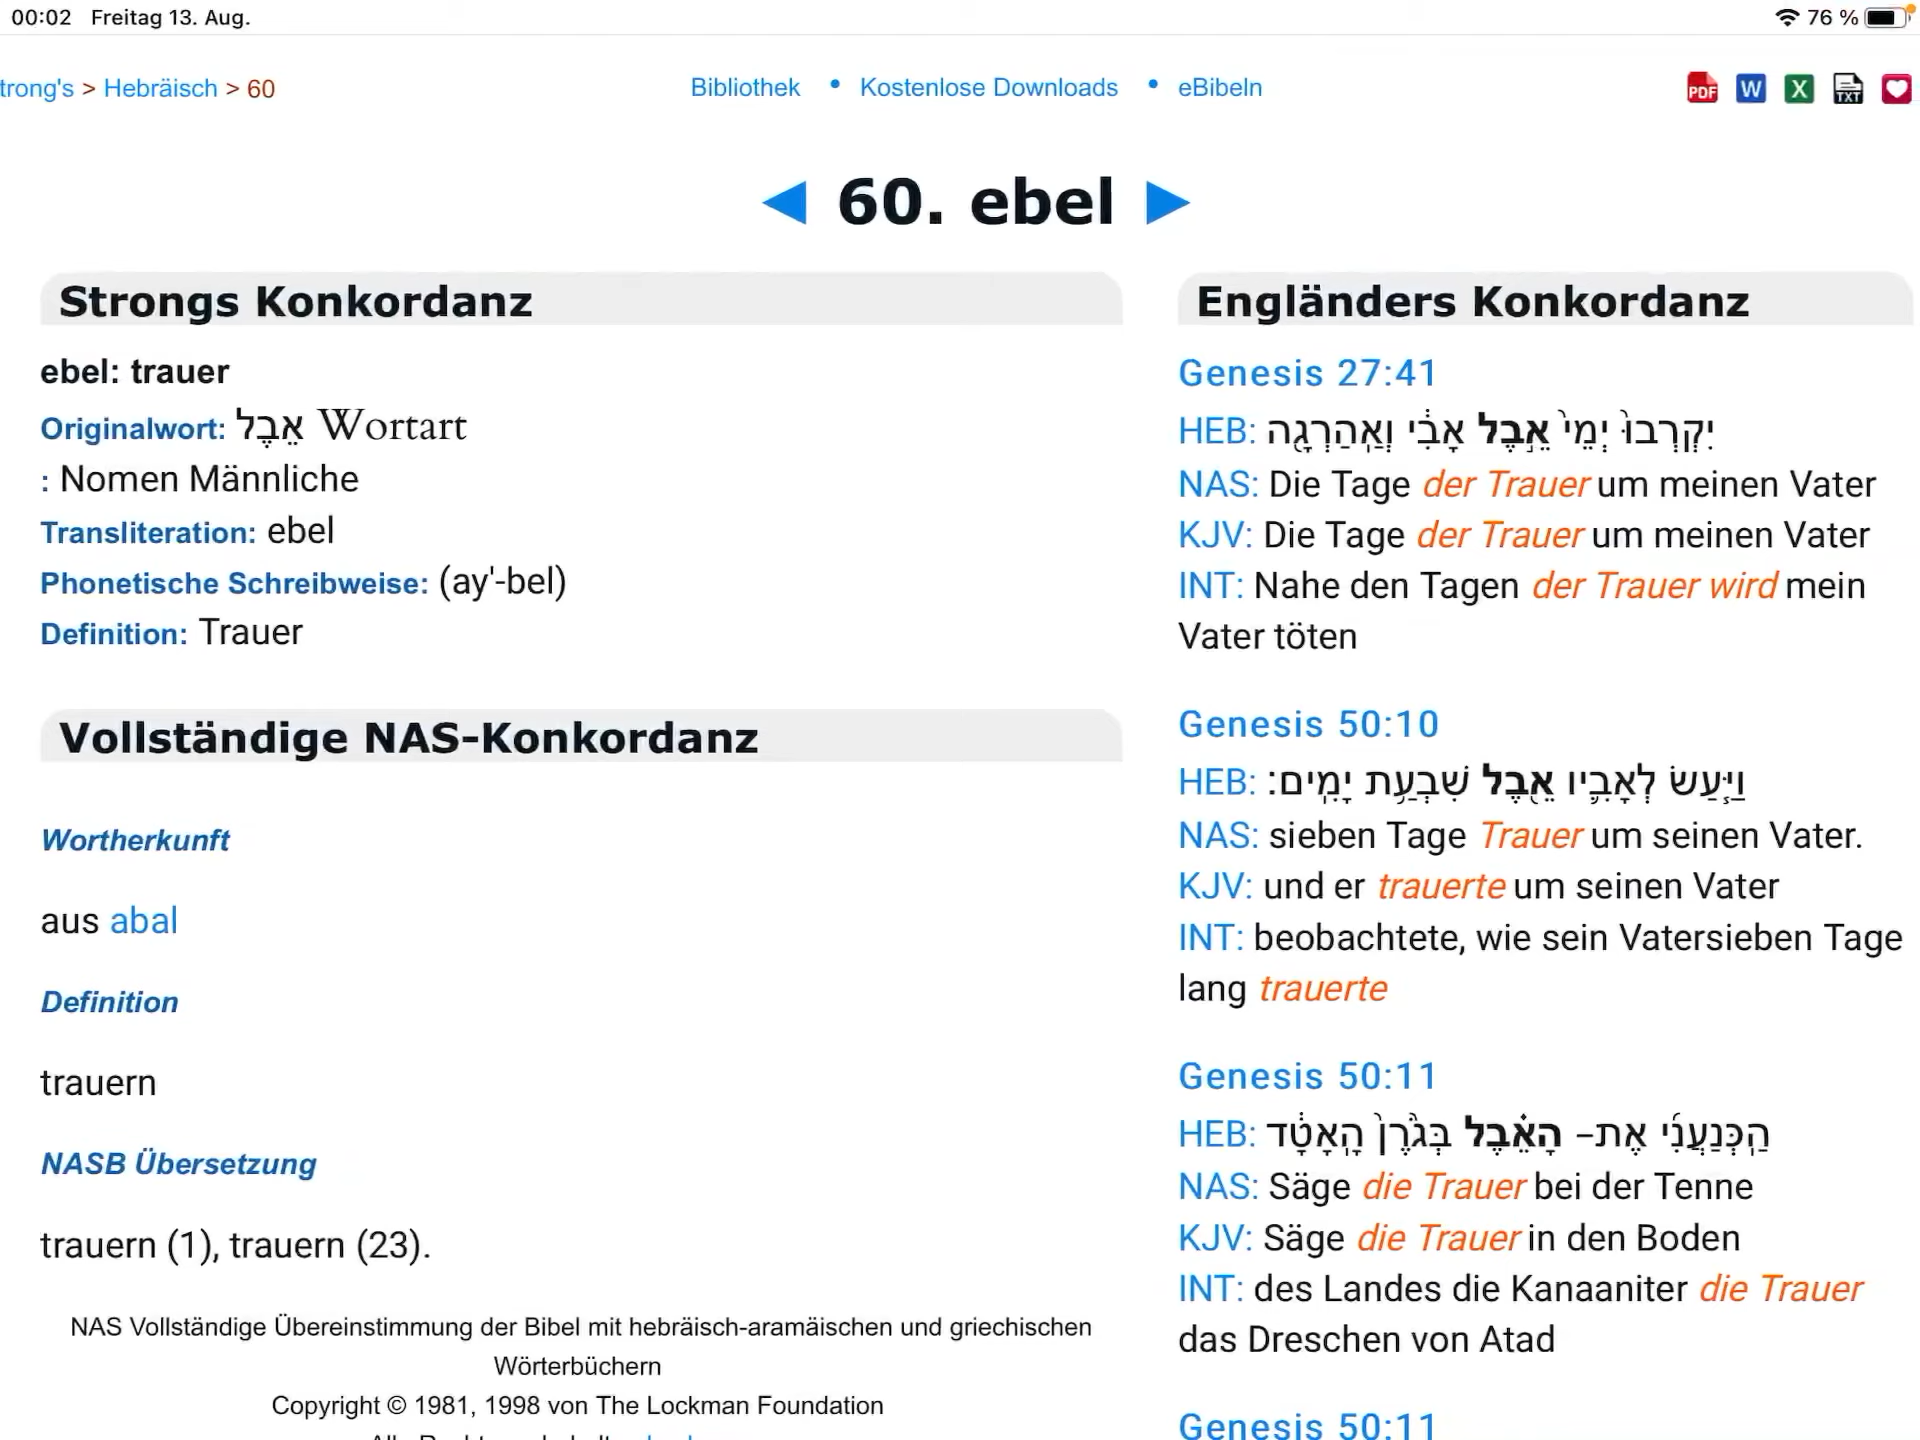 00:02 Freitag 13. Aug.
76 %
trong's > Hebräisch > 60
Bibliothek • Kostenlose Downloads • eBibeln
PDF W X TXT
◀ 60. ebel ▶
Strongs Konkordanz
ebel: trauer
Originalwort: אֵבֶל Wortart
: Nomen Männliche
Transliteration: ebel
Phonetische Schreibweise: (ay'-bel)
Definition: Trauer
Vollständige NAS-Konkordanz
Wortherkunft
aus abal
Definition
trauern
NASB Übersetzung
trauern (1), trauern (23).
NAS Vollständige Übereinstimmung der Bibel mit hebräisch-aramäischen und griechischen
Wörterbüchern
Copyright © 1981, 1998 von The Lockman Foundation
Engländers Konkordanz
Genesis 27:41
HEB: יִקְרְבוּ֙ יְמֵי֙ אֵ֣בֶל אָבִ֔י וְאַֽהַרְגָ֖ה
NAS: Die Tage der Trauer um meinen Vater
KJV: Die Tage der Trauer um meinen Vater
INT: Nahe den Tagen der Trauer wird mein
Vater töten
Genesis 50:10
HEB: וַיַּ֧עַשׂ לְאָבִ֛יו אֵ֖בֶל שִׁבְעַ֥ת יָמִֽים׃
NAS: sieben Tage Trauer um seinen Vater.
KJV: und er trauerte um seinen Vater
INT: beobachtete, wie sein Vatersieben Tage
lang trauerte
Genesis 50:11
HEB: הַֽכְּנַעֲנִ֜י אֶת־ הָאֵ֗בֶל בְּגֹ֙רֶן֙ הָֽאָטָ֔ד
NAS: Säge die Trauer bei der Tenne
KJV: Säge die Trauer in den Boden
INT: des Landes die Kanaaniter die Trauer
das Dreschen von Atad
Genesis 50:11